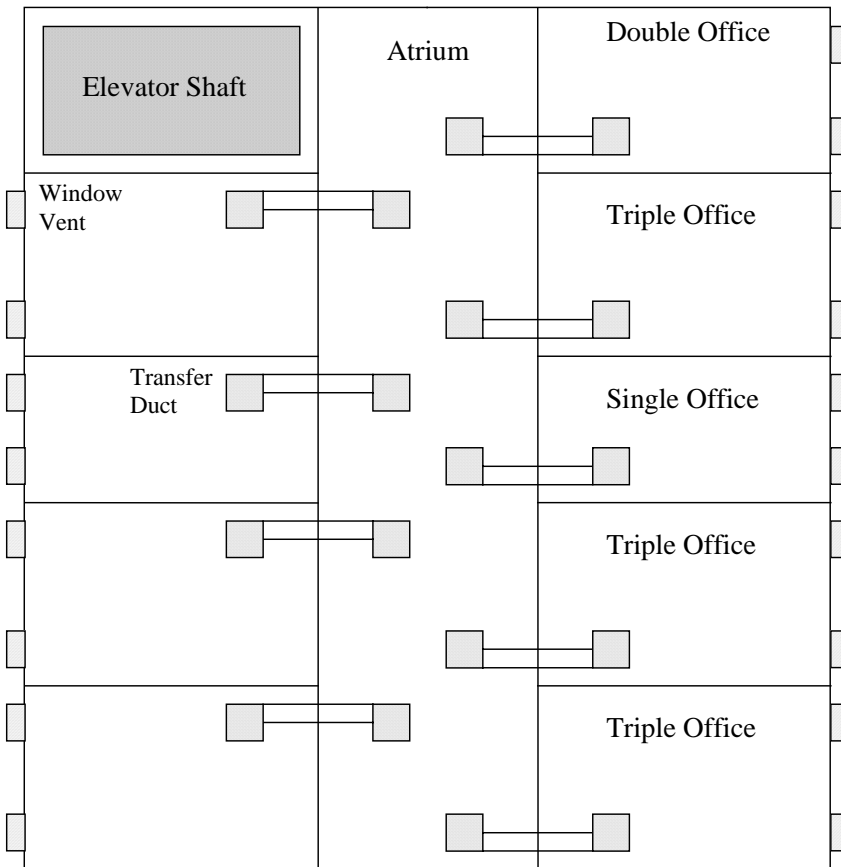 Double Office
Atrium
Elevator Shaft
Window
Vent
Triple Office
Transfer
Duct
Single Office
Triple Office
Triple Office